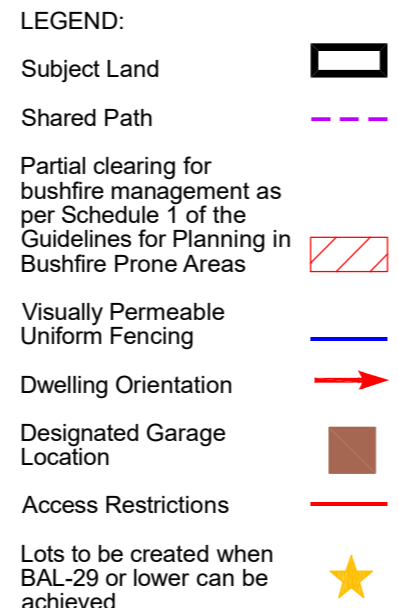 LEGEND:
Subject Land
Shared Path
Partial clearing for
bushfire management as
per Schedule 1 of the
Guidelines for Planning in
Bushfire Prone Areas
Visually Permeable
Uniform Fencing
Dwelling Orientation
Designated Garage
Location
Access Restrictions
Lots to be created when
BAL-29 or lower can be
achieved